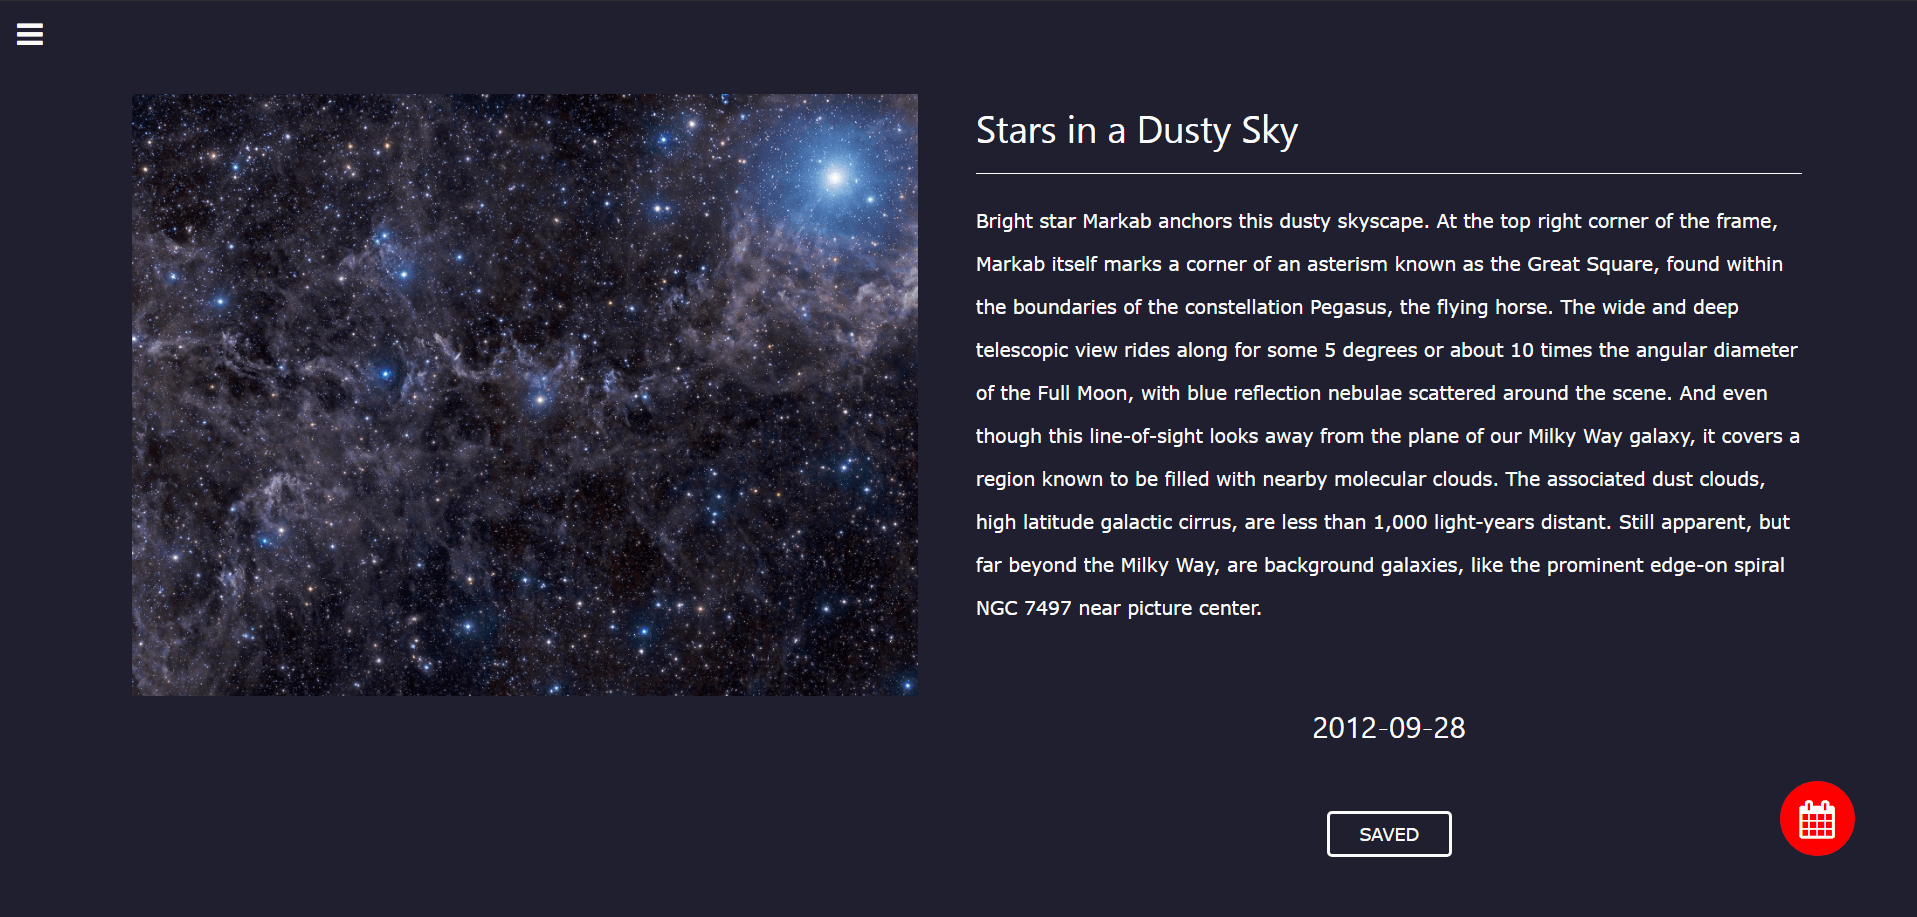 Stars in a Dusty Sky
Bright star Markab anchors this dusty skyscape. At the top right corner of the frame,
Markab itself marks a corner of an asterism known as the Great Square, found within
the boundaries of the constellation Pegasus, the flying horse. The wide and deep
telescopic view rides along for some 5 degrees or about 10 times the angular diameter
of the Full Moon, with blue reflection nebulae scattered around the scene. And even
though this line-of-sight looks away from the plane of our Milky Way galaxy, it covers a
region known to be filled with nearby molecular clouds. The associated dust clouds,
high latitude galactic cirrus, are less than 1,000 light-years distant. Still apparent, but
far beyond the Milky Way, are background galaxies, like the prominent edge-on spiral
NGC 7497 near picture center.
2012-09-28
SAVED